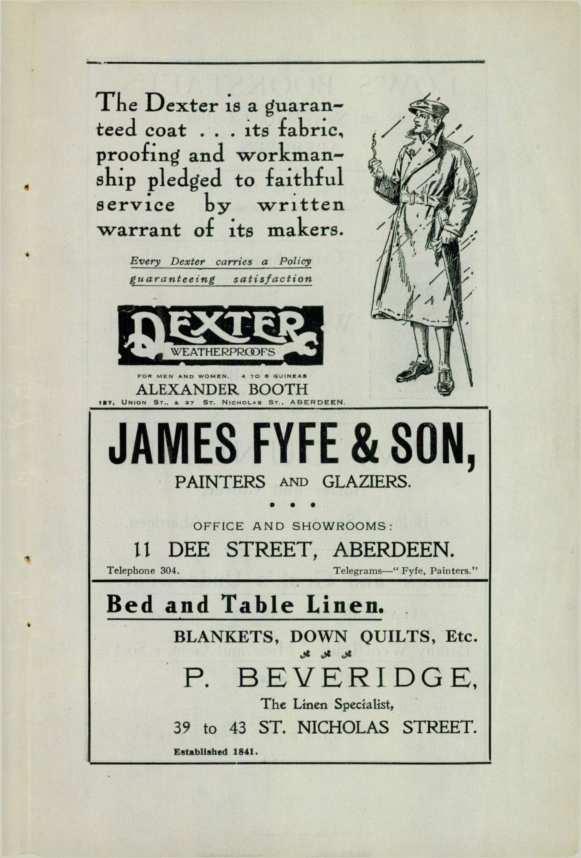 The Dexter is a guaran-
teed coat . . . its fabric,
proofing and workman-
ship pledged to faithful
service by written
warrant of its makers.
Every Dexter carries a Policy
guaranteeing satisfaction
DEXTER
WEATHERPROOFS
FOR MEN AND WOMEN. 4 TO 8 GUINEAS
ALEXANDER BOOTH
UNION ST., & 27 ST. NICHOLAS ST., ABERDEEN.
JAMES FYFE & SON,
PAINTERS AND GLAZIERS.
OFFICE AND SHOWROOMS:
11 DEE STREET, ABERDEEN.
Telephone 304. Telegrams—"Fyfe, Painters."
Bed and Table Linen.
BLANKETS, DOWN QUILTS, Etc.
P. BEVERIDGE,
The Linen Specialist,
39 to 43 ST. NICHOLAS STREET.
Established 1841.